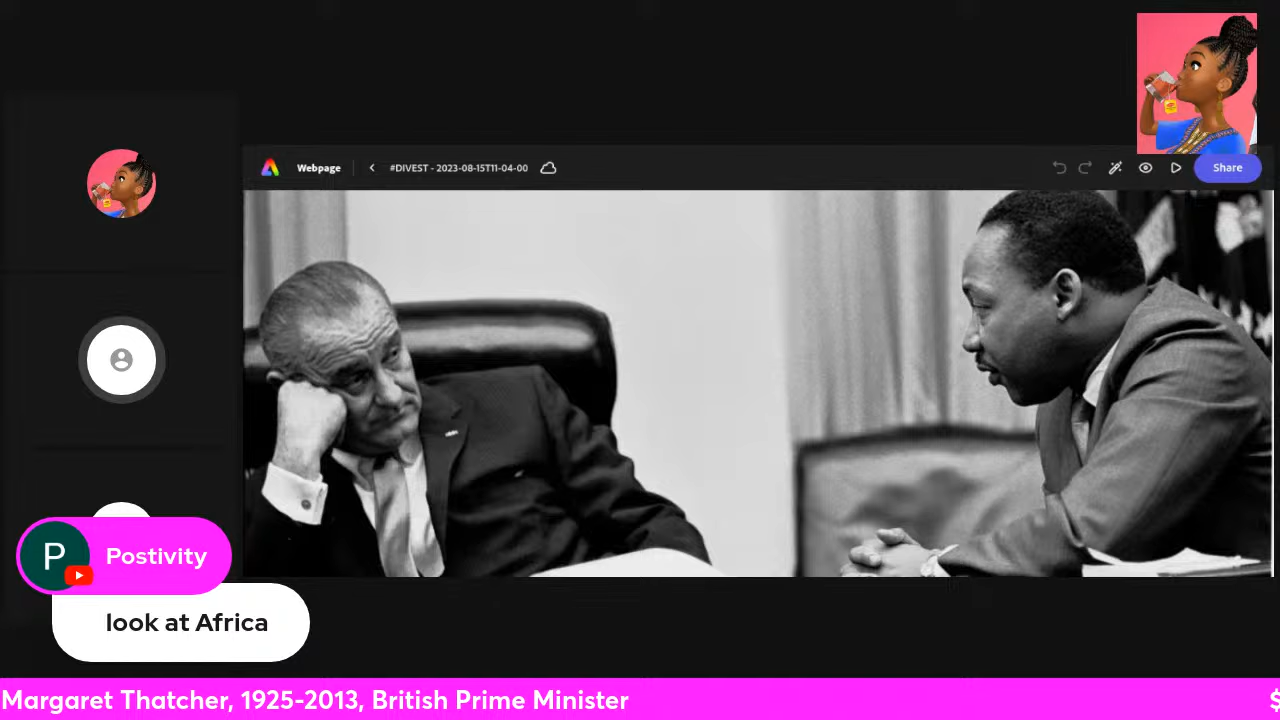 Webpage
#DIVEST - 2023-08-15T11-04-00
Share
P
Postivity
look at Africa
Margaret Thatcher, 1925-2013, British Prime Minister
$